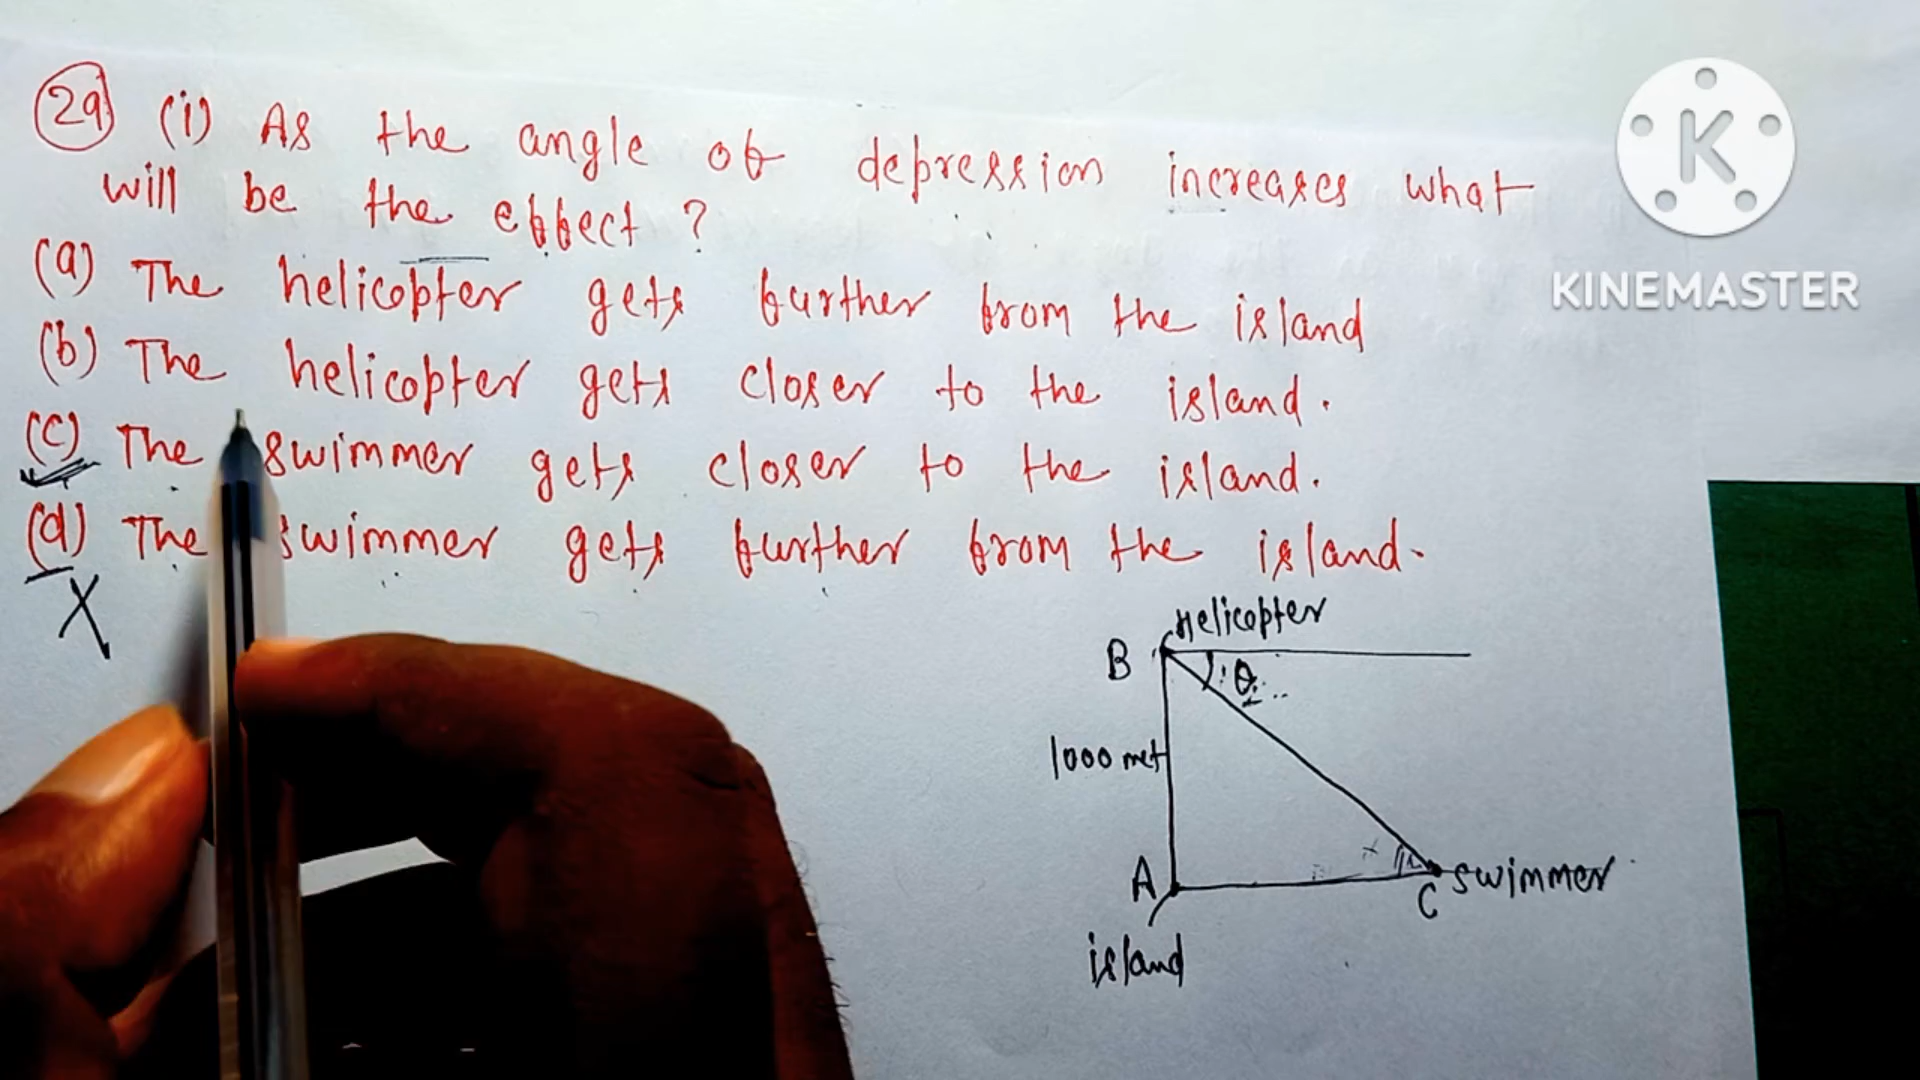 29 (i) As the angle of depression increases what
will be the effect ?
(a) The helicopter gets further from the island
(b) The helicopter gets closer to the island.
(c) The swimmer gets closer to the island.
(d) The swimmer gets further from the island.
X
K
KINEMASTER
Helicopter
B
θ
1000 met
A
C swimmer
island